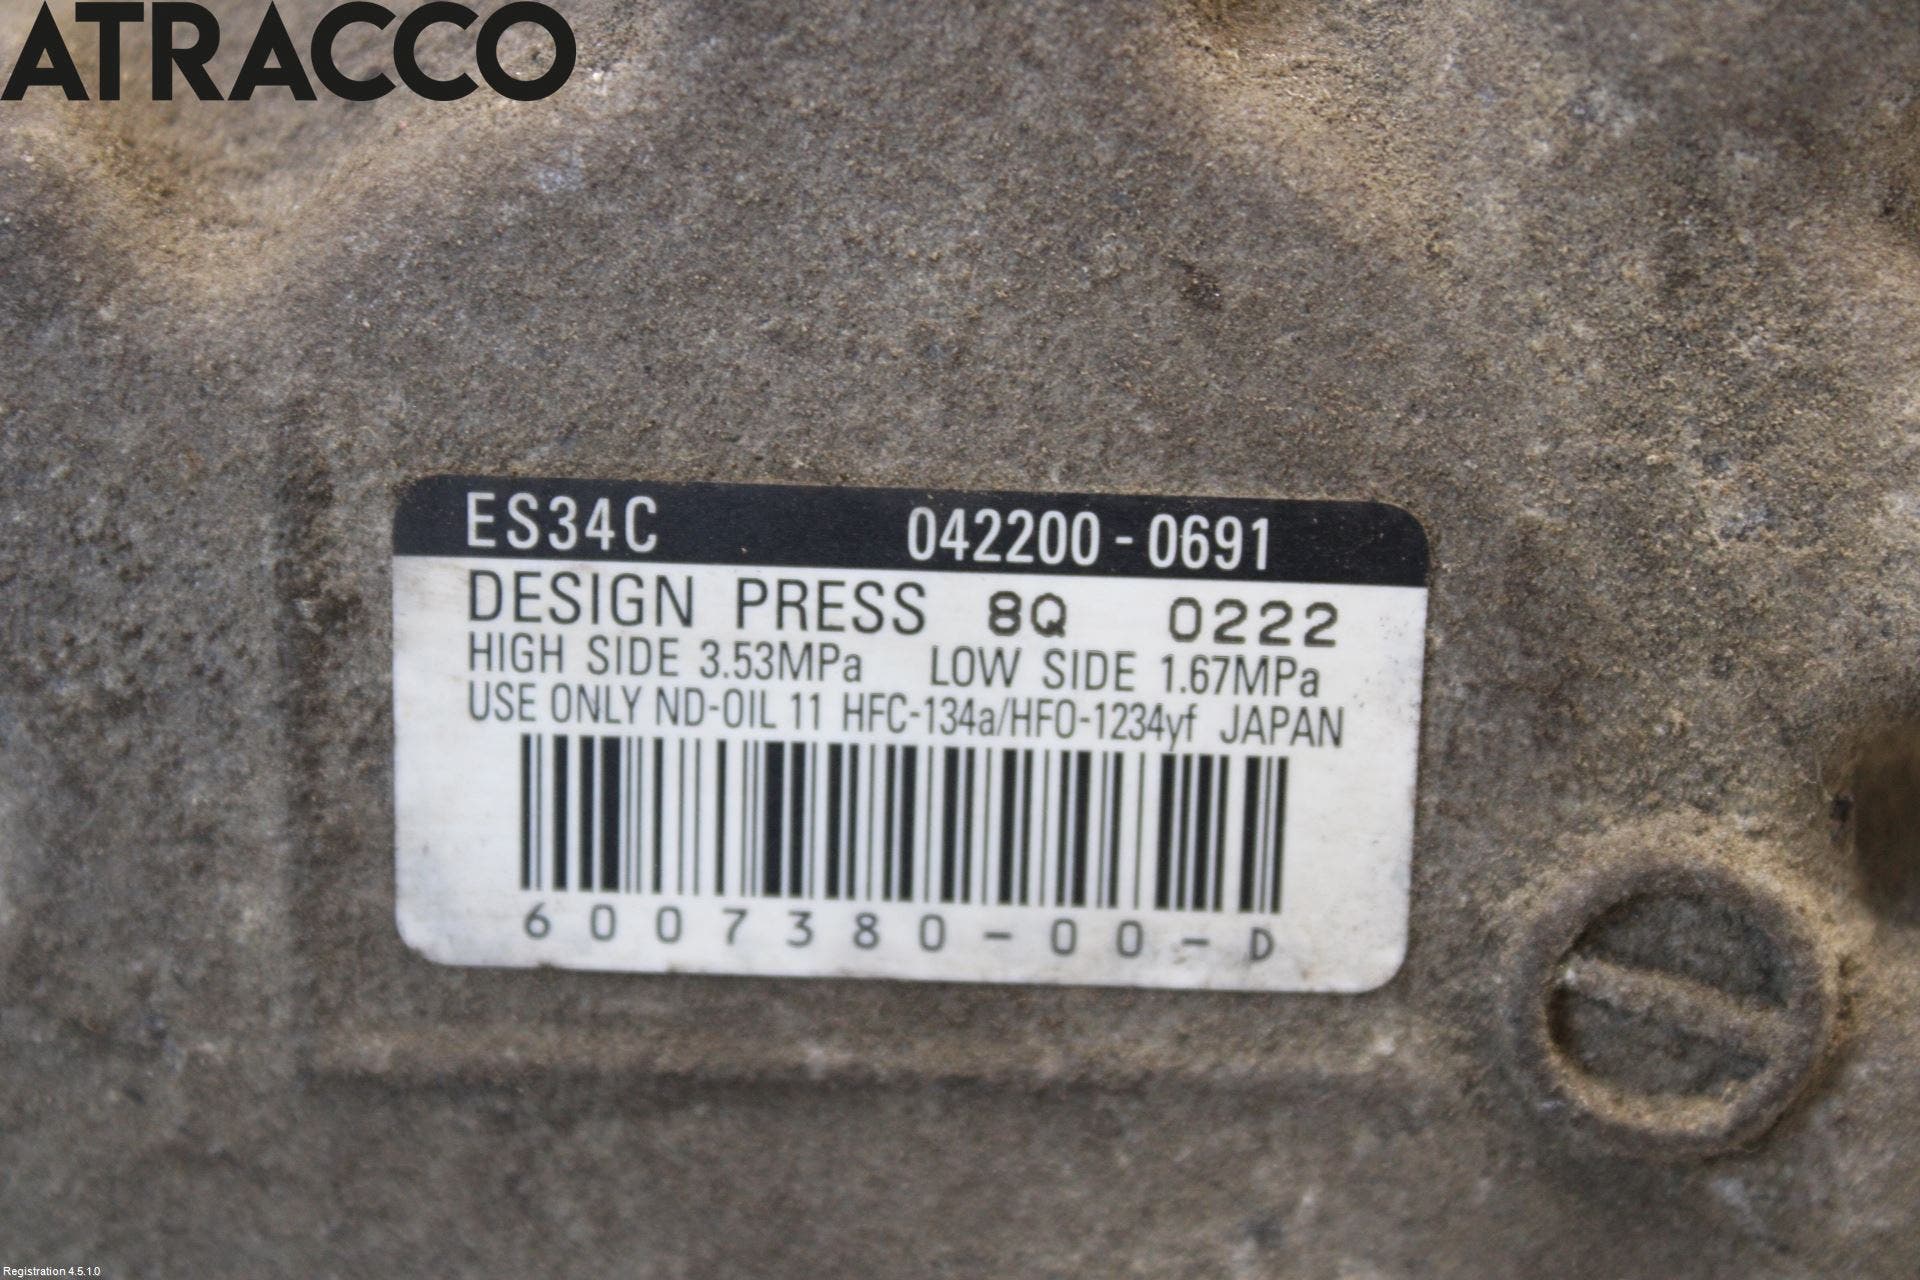 ATRACCO
ES34C 042200-0691
DESIGN PRESS 8Q 0222
HIGH SIDE 3.53MPa LOW SIDE 1.67MPa
USE ONLY ND-OIL 11 HFC-134a/HFO-1234yf JAPAN
6007380-00-D
Registration 4.5.1.0